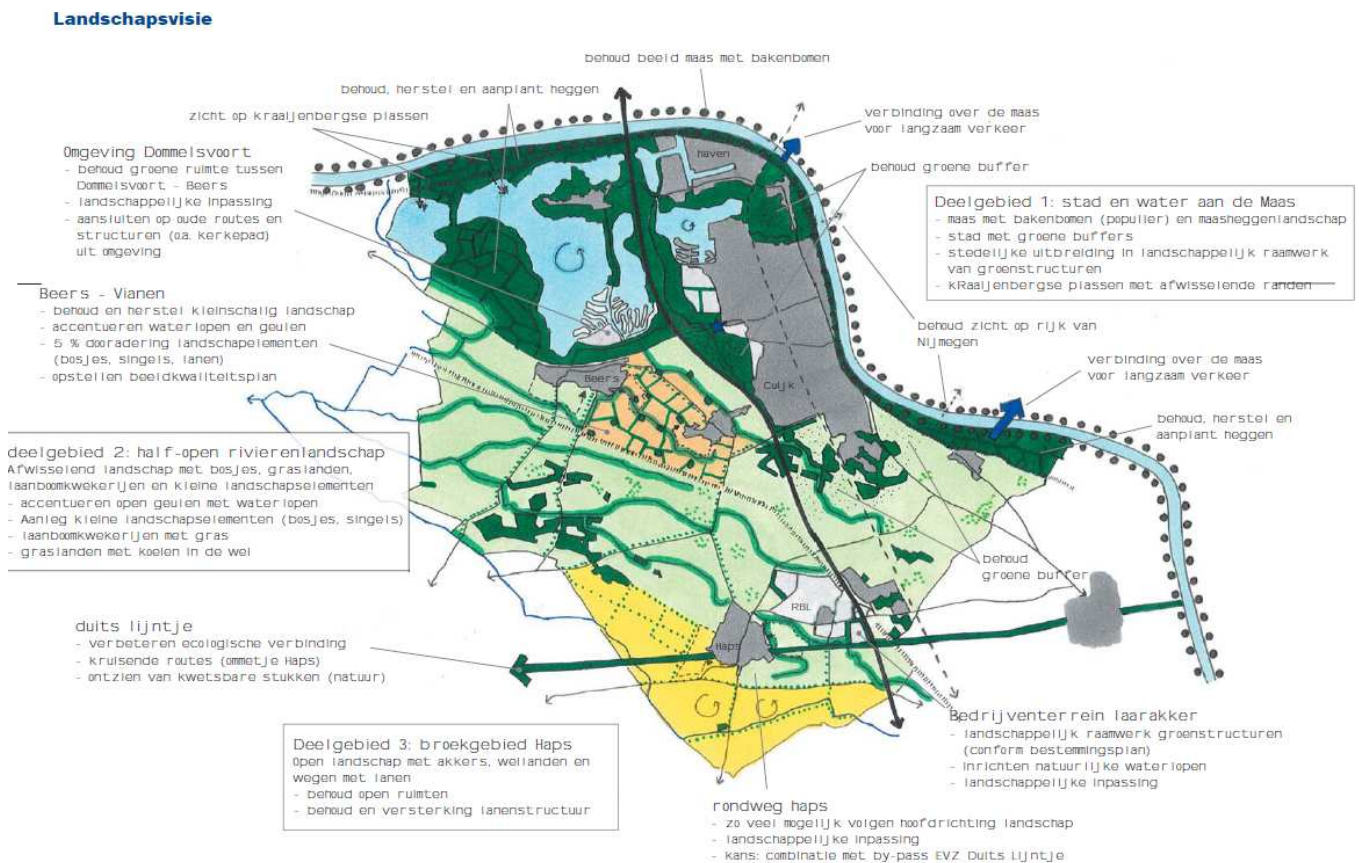 Landschapsvisie
behoud beeld maas met bakenbomen
behoud, herstel en aanplant heggen
zicht op kraaijenbergse plassen
verbinding over de maas
voor langzaam verkeer
haven
behoud groene buffer
Omgeving Dommelsvoort
- behoud groene ruimte tussen
Dommelsvoort - Beers
- landschappelijke inpassing
- aansluiten op oude routes en
structuren (o.a. kerkepad)
uit omgeving
Deelgebied 1: stad en water aan de Maas
- maas met bakenbomen (populier) en maasheggenlandschap
- stad met groene buffers
- stedelijke uitbreiding in landschappelijk raamwerk
van groenstructuren
- kRaaijenbergse plassen met afwisselende randen
Beers - Vianen
- behoud en herstel kleinschalig landschap
- accentueren waterlopen en geulen
- 5 % dooradering landschapelementen
(bosjes, singels, lanen)
- opstellen beeldkwaliteitsplan
behoud zicht op rijk van
Nijmegen
verbinding over de maas
voor langzaam verkeer
Beers
Cuijk
behoud, herstel en
aanplant heggen
deelgebied 2: half-open rivierenlandschap
Afwisselend landschap met bosjes, graslanden,
laanboomkwekerijen en kleine landschapselementen
- accentueren open geulen met waterlopen
- Aanleg kleine landschapselementen (bosjes, singels)
- laanboomkwekerijen met gras
- graslanden met koeien in de wei
behoud
groene buffer
RBL
Haps
duits lijntje
- verbeteren ecologische verbinding
- kruisende routes (ommetje Haps)
- ontzien van kwetsbare stukken (natuur)
Bedrijventerrein laarakker
- landschappelijk raamwerk groenstructuren
(conform bestemmingsplan)
- inrichten natuurlijke waterlopen
- landschappelijke inpassing
Deelgebied 3: broekgebied Haps
Open landschap met akkers, weilanden en
wegen met lanen
- behoud open ruimten
- behoud en versterking lanenstructuur
rondweg haps
- zo veel mogelijk volgen hoofdrichting landschap
- landschappelijke inpassing
- kans: combinatie met by-pass EVZ Duits Lijntje